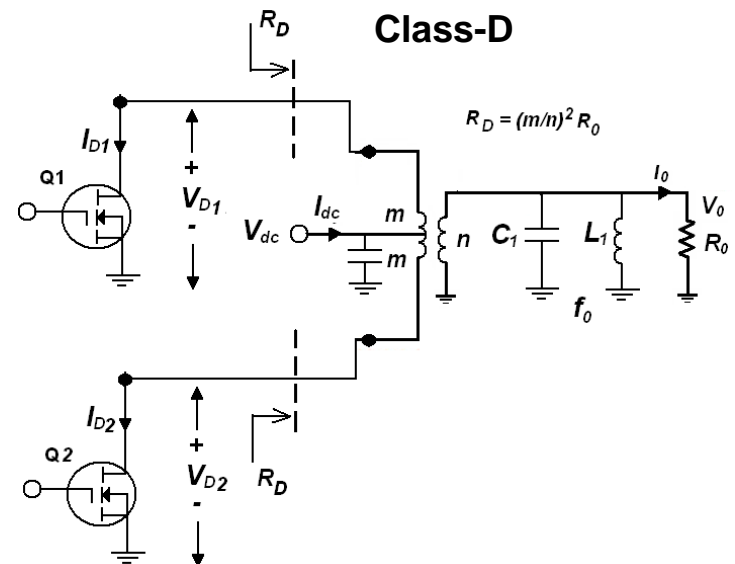 Class-D
R_D
R_D = (m/n)² R_0
I_D1
Q1
+
V_D1
-
I_dc
V_dc
m
m
n
C_1
L_1
I_0
V_0
R_0
f_0
I_D2
Q2
+
V_D2
-
R_D